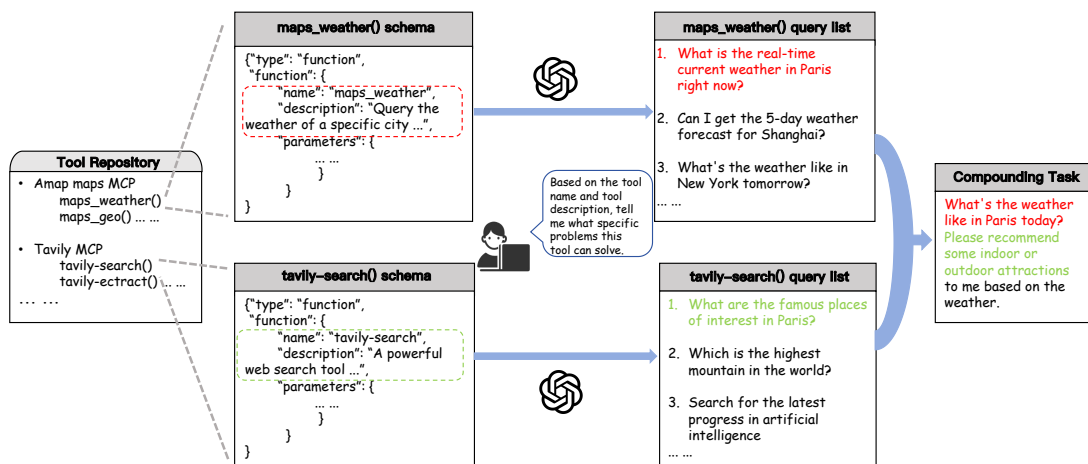 Tool Repository
• Amap maps MCP
maps_weather()
maps_geo() ... ...
• Tavily MCP
tavily-search()
tavily-ectract() ... ...
... ...
maps_weather() schema
{“type”: “function”,
“function”: {
“name”: “maps_weather”,
“description”: “Query the
weather of a specific city ...”,
“parameters”: {
... ...
}
}
}
tavily–search() schema
{“type”: “function”,
“function”: {
“name”: “tavily-search”,
“description”: “A powerful
web search tool ...”,
“parameters”: {
... ...
}
}
}
Based on the tool
name and tool
description, tell
me what specific
problems this
tool can solve.
maps_weather() query list
1. What is the real-time
current weather in Paris
right now?
2. Can I get the 5-day weather
forecast for Shanghai?
3. What's the weather like in
New York tomorrow?
... ...
tavily–search() query list
1. What are the famous places
of interest in Paris?
2. Which is the highest
mountain in the world?
3. Search for the latest
progress in artificial
intelligence
... ...
Compounding Task
What's the weather
like in Paris today?
Please recommend
some indoor or
outdoor attractions
to me based on the
weather.